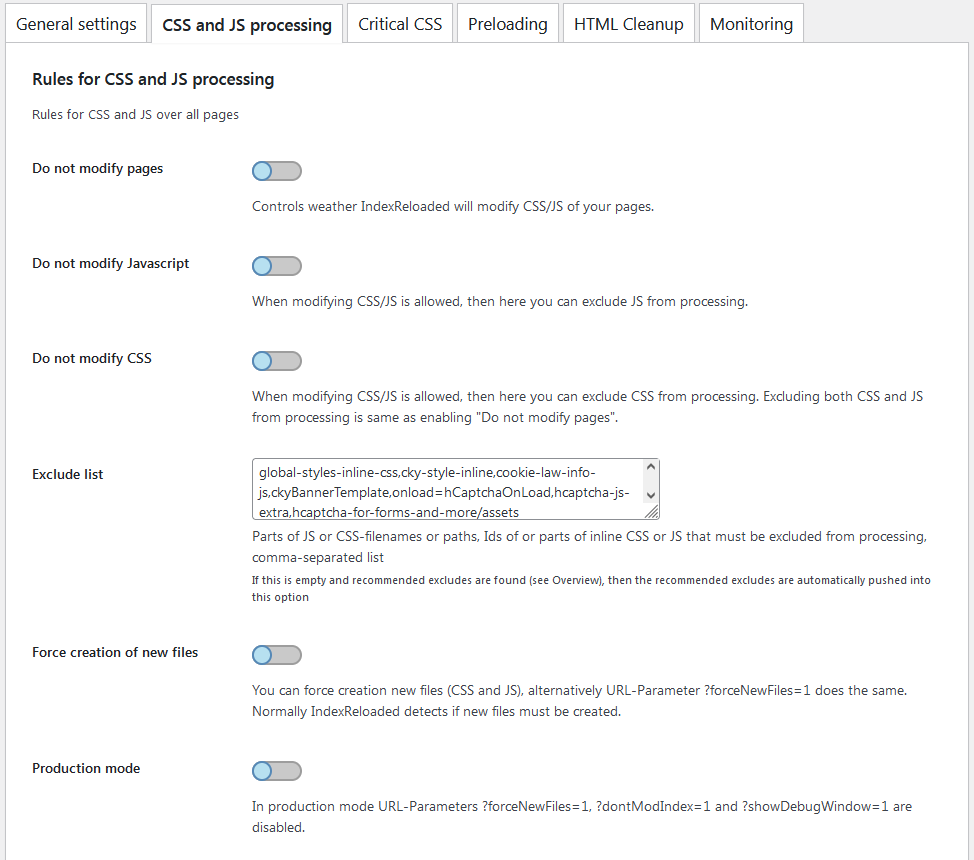 General settings
CSS and JS processing
Critical CSS
Preloading
HTML Cleanup
Monitoring
Rules for CSS and JS processing
Rules for CSS and JS over all pages
Do not modify pages
Controls weather IndexReloaded will modify CSS/JS of your pages.
Do not modify Javascript
When modifying CSS/JS is allowed, then here you can exclude JS from processing.
Do not modify CSS
When modifying CSS/JS is allowed, then here you can exclude CSS from processing. Excluding both CSS and JS
from processing is same as enabling "Do not modify pages".
Exclude list
global-styles-inline-css,cky-style-inline,cookie-law-info-
js,ckyBannerTemplate,onload=hCaptchaOnLoad,hcaptcha-js-
extra,hcaptcha-for-forms-and-more/assets
Parts of JS or CSS-filenames or paths, Ids of or parts of inline CSS or JS that must be excluded from processing,
comma-separated list
If this is empty and recommended excludes are found (see Overview), then the recommended excludes are automatically pushed into
this option
Force creation of new files
You can force creation new files (CSS and JS), alternatively URL-Parameter ?forceNewFiles=1 does the same.
Normally IndexReloaded detects if new files must be created.
Production mode
In production mode URL-Parameters ?forceNewFiles=1, ?dontModIndex=1 and ?showDebugWindow=1 are
disabled.